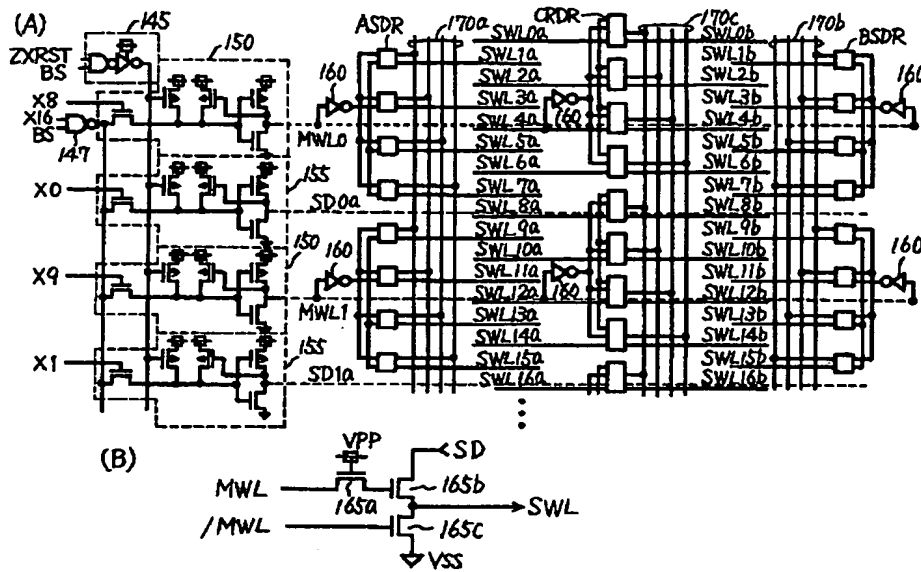 (A)
145
150
ASDR
170a
CRDR
170c
170b
BSDR
ZXRST
BS
SWL0a
SWL1a
SWL2a
SWL3a
SWL4a
SWL5a
SWL6a
SWL7a
SWL8a
SWL9a
SWL10a
SWL11a
SWL12a
SWL13a
SWL14a
SWL15a
SWL16a
SWL0b
SWL1b
SWL2b
SWL3b
SWL4b
SWL5b
SWL6b
SWL7b
SWL8b
SWL9b
SWL10b
SWL11b
SWL12b
SWL13b
SWL14b
SWL15b
SWL16b
X8
X16
BS
147
160
160
160
MWL0
155
X0
SD0a
150
X9
160
160
160
MWL1
155
X1
SD1a
(B)
VPP
SD
MWL
165a
165b
SWL
/MWL
165c
VSS